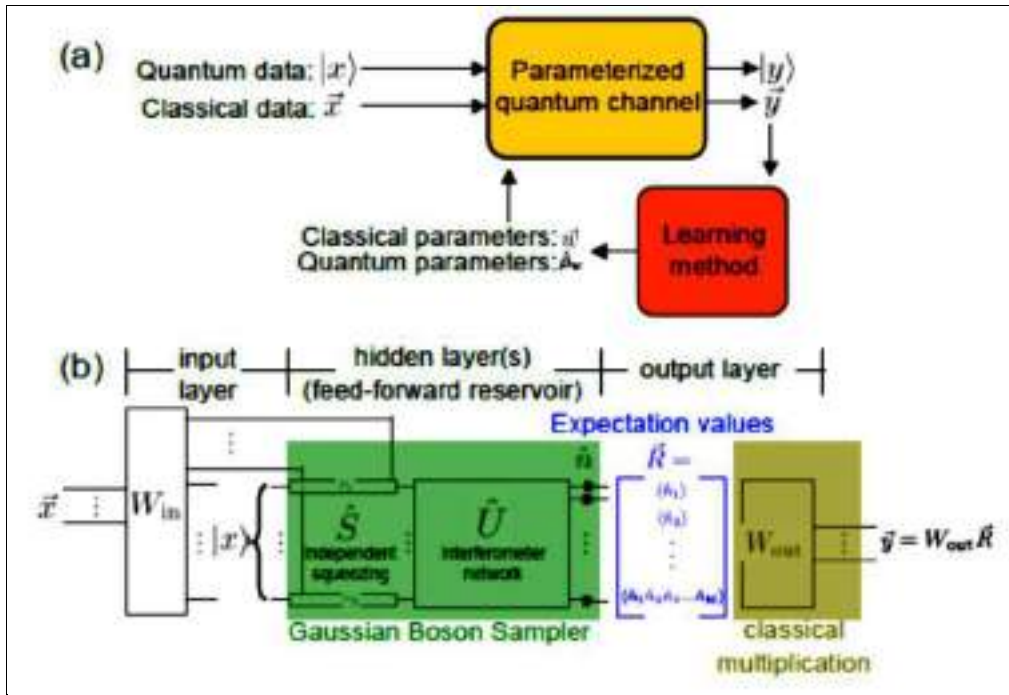 (a)
Quantum data: |x⟩
Classical data: x⃗
Parameterized
quantum channel
|y⟩
y⃗
Learning
method
Classical parameters:
Quantum parameters:
(b)
input
layer
hidden layer(s)
(feed-forward reservoir)
output layer
Expectation values
x⃗
W_in
|x⟩
Ŝ
independent
squeezing
Û
interferometer
network
n̂
R⃗ =
⟨n̂₁⟩
⟨n̂₂⟩
W_out
y⃗ = W_out R⃗
Gaussian Boson Sampler
classical
multiplication